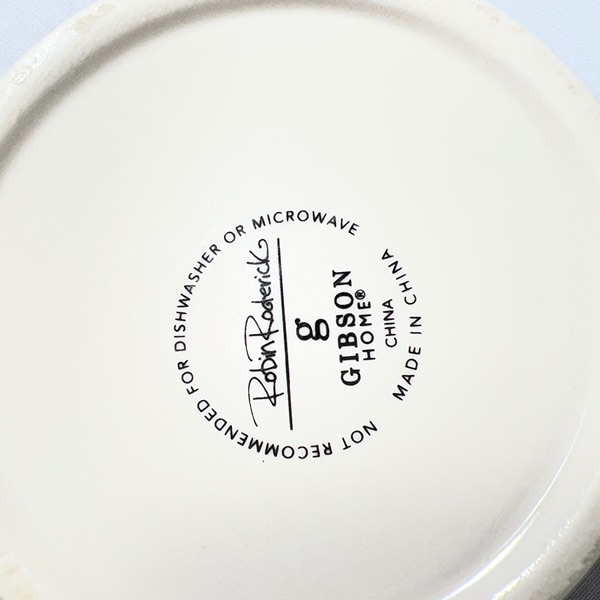 NOT RECOMMENDED FOR DISHWASHER OR MICROWAVE
Robin Roderick
g
GIBSON
HOME®
CHINA
MADE IN CHINA